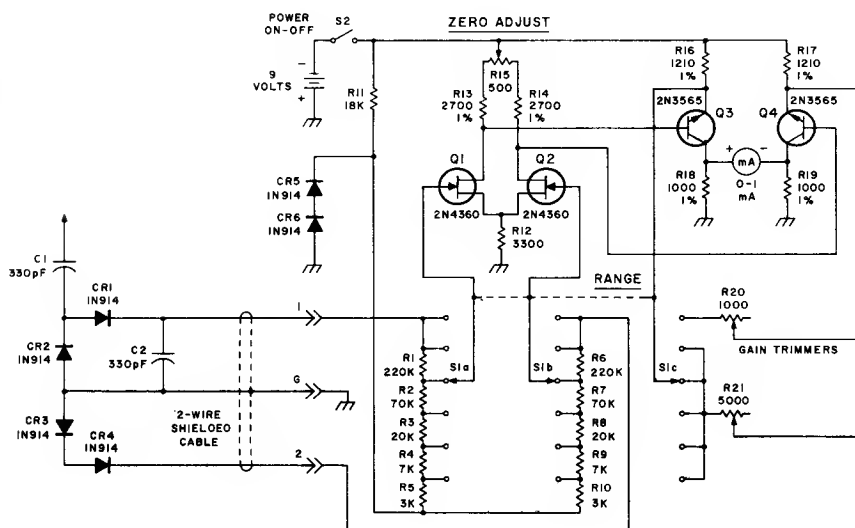 POWER
ON-OFF
S2
ZERO ADJUST
-
9
VOLTS
+
R11
18K
R15
500
R13
2700
1%
R14
2700
1%
R16
1210
1%
R17
1210
1%
2N3565
Q3
2N3565
Q4
+
-
mA
0-1
mA
R18
1000
1%
R19
1000
1%
Q1
2N4360
Q2
2N4360
R12
3300
CR5
1N914
CR6
1N914
C1
330pF
CR1
1N914
CR2
1N914
C2
330pF
CR3
1N914
CR4
1N914
1
G
2
2-WIRE
SHIELDED
CABLE
RANGE
R1
220K
R2
70K
R3
20K
R4
7K
R5
3K
S1a
S1b
R6
220K
R7
70K
R8
20K
R9
7K
R10
3K
S1c
R20
1000
GAIN TRIMMERS
R21
5000